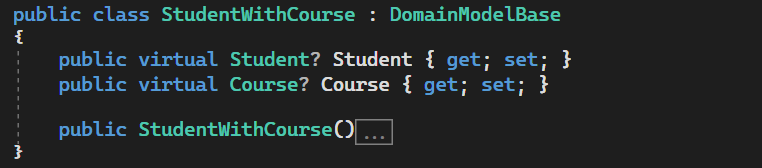 public class StudentWithCourse : DomainModelBase
{
    public virtual Student? Student { get; set; }
    public virtual Course? Course { get; set; }
    public StudentWithCourse()...
}